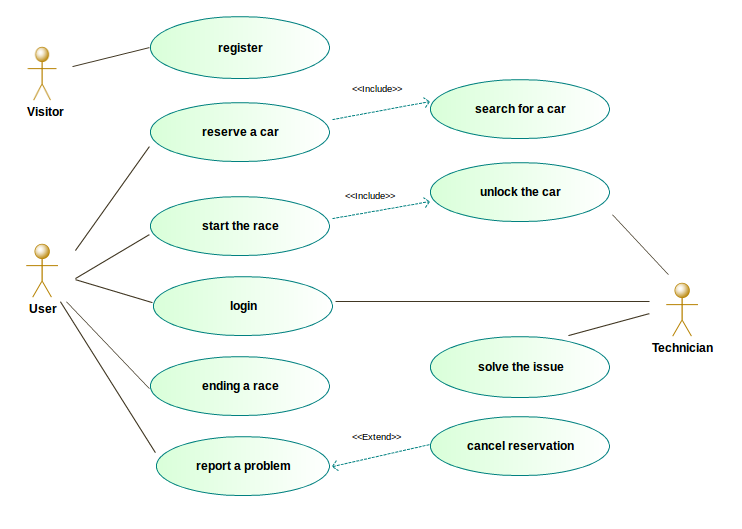 register
Visitor
<<Include>>
search for a car
reserve a car
<<Include>>
unlock the car
start the race
User
login
Technician
solve the issue
ending a race
<<Extend>>
cancel reservation
report a problem